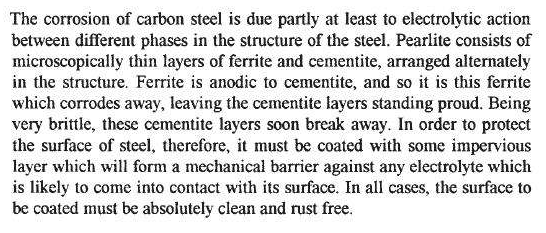 The corrosion of carbon steel is due partly at least to electrolytic action
between different phases in the structure of the steel. Pearlite consists of
microscopically thin layers of ferrite and cementite, arranged alternately
in the structure. Ferrite is anodic to cementite, and so it is this ferrite
which corrodes away, leaving the cementite layers standing proud. Being
very brittle, these cementite layers soon break away. In order to protect
the surface of steel, therefore, it must be coated with some impervious
layer which will form a mechanical barrier against any electrolyte which
is likely to come into contact with its surface. In all cases, the surface to
be coated must be absolutely clean and rust free.